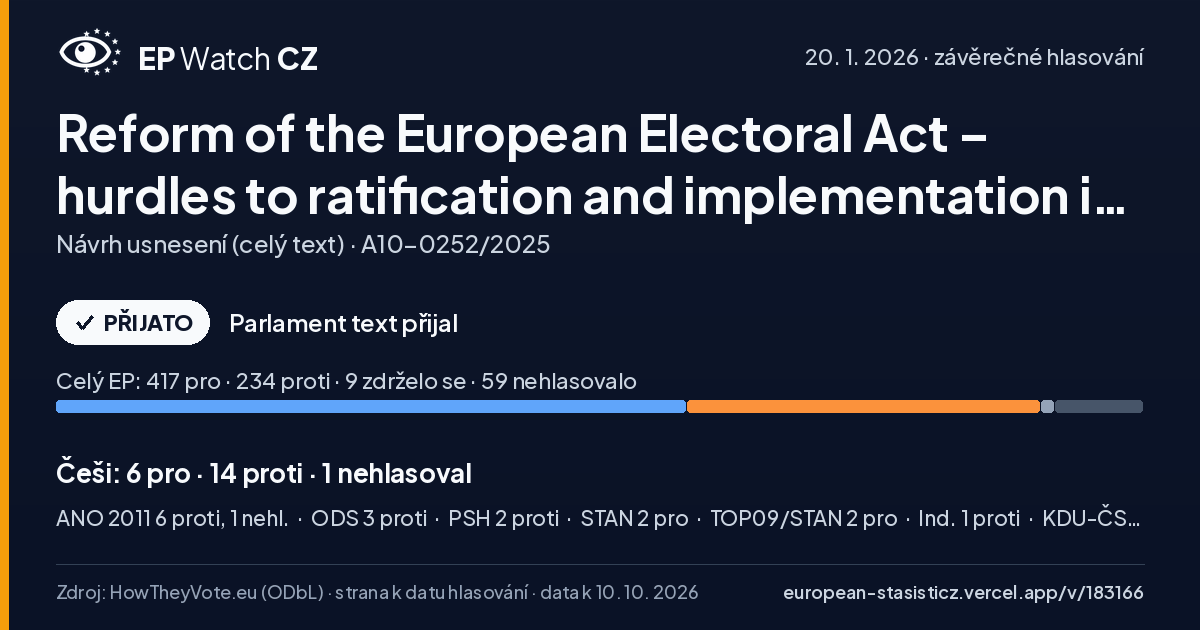 EP Watch CZ
20. 1. 2026 · závěrečné hlasování
Reform of the European Electoral Act –
hurdles to ratification and implementation i…
Návrh usnesení (celý text) · A10-0252/2025
✓ PŘIJATO Parlament text přijal
Celý EP: 417 pro · 234 proti · 9 zdrželo se · 59 nehlasovalo
Češi: 6 pro · 14 proti · 1 nehlasoval
ANO 2011 6 proti, 1 nehl. · ODS 3 proti · PSH 2 proti · STAN 2 pro · TOP09/STAN 2 pro · Ind. 1 proti · KDU-ČS…
Zdroj: HowTheyVote.eu (ODbL) · strana k datu hlasování · data k 10. 10. 2026
european-stasisticz.vercel.app/v/183166